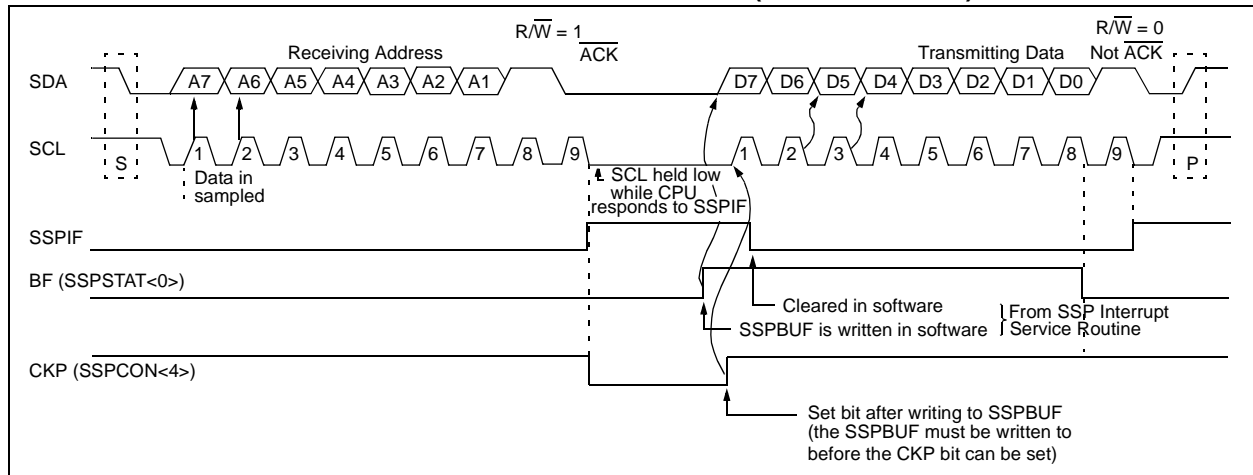 R/W̅ = 1
R/W̅ = 0
Receiving Address
A̅C̅K̅
Transmitting Data
Not A̅C̅K̅
SDA
A7 A6 A5 A4 A3 A2 A1
D7 D6 D5 D4 D3 D2 D1 D0
SCL
S
1 2 3 4 5 6 7 8 9
1 2 3 4 5 6 7 8 9
P
Data in
sampled
SCL held low
while CPU
responds to SSPIF
SSPIF
BF (SSPSTAT<0>)
Cleared in software
SSPBUF is written in software
From SSP Interrupt
Service Routine
CKP (SSPCON<4>)
Set bit after writing to SSPBUF
(the SSPBUF must be written to
before the CKP bit can be set)